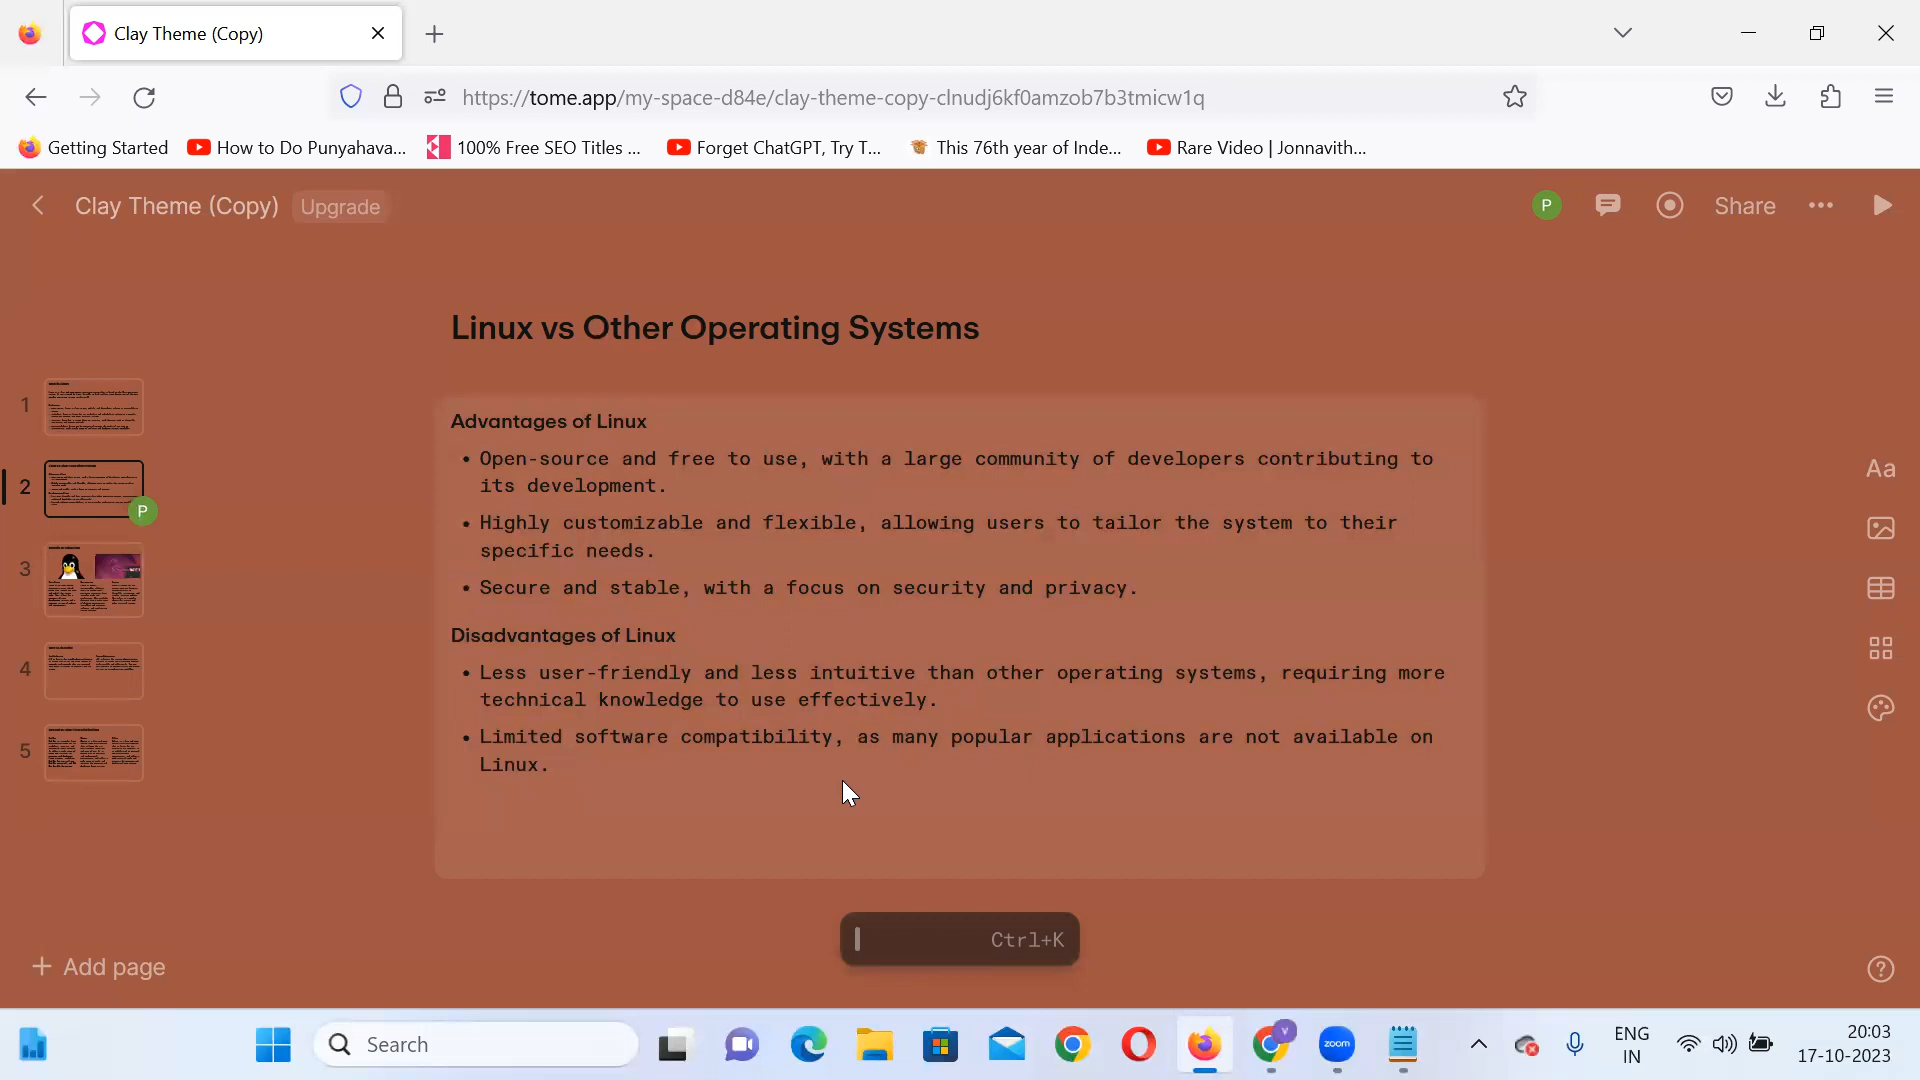 Clay Theme (Copy)
https://tome.app/my-space-d84e/clay-theme-copy-clnudj6kf0amzob7b3tmicw1q
Getting Started
How to Do Punyahava...
100% Free SEO Titles ...
Forget ChatGPT, Try T...
This 76th year of Inde...
Rare Video | Jonnavith...
Clay Theme (Copy)
Upgrade
P
Share
Linux vs Other Operating Systems
Advantages of Linux
• Open-source and free to use, with a large community of developers contributing to
its development.
• Highly customizable and flexible, allowing users to tailor the system to their
specific needs.
• Secure and stable, with a focus on security and privacy.
Disadvantages of Linux
• Less user-friendly and less intuitive than other operating systems, requiring more
technical knowledge to use effectively.
• Limited software compatibility, as many popular applications are not available on
Linux.
1
2
P
3
4
5
Aa
Ctrl+K
+ Add page
Search
V
zoom
ENG
IN
20:03
17-10-2023